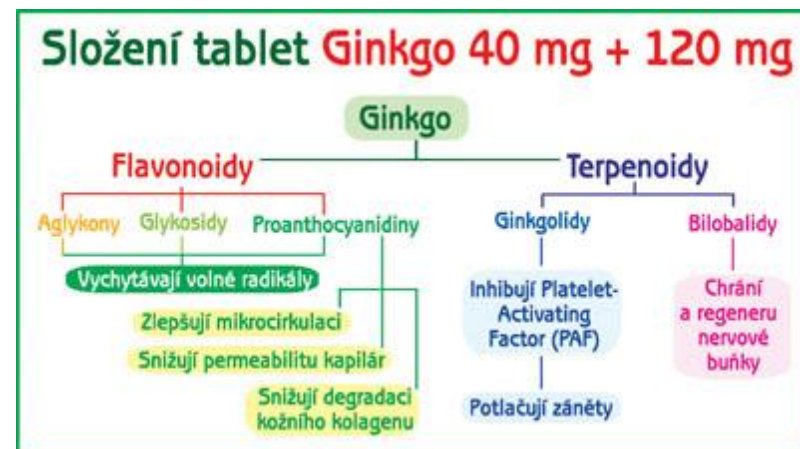 Složení tablet Ginkgo 40 mg + 120 mg
Ginkgo
Flavonoidy
Terpenoidy
Aglykony
Glykosidy
Proanthocyanidiny
Ginkgolidy
Bilobalidy
Vychytávají volné radikály
Zlepšují mikrocirkulaci
Snižují permeabilitu kapilár
Snižují degradaci
kožního kolagenu
Inhibují Platelet-
Activating
Factor (PAF)
Potlačují záněty
Chrání
a regeneru
nervové
buňky